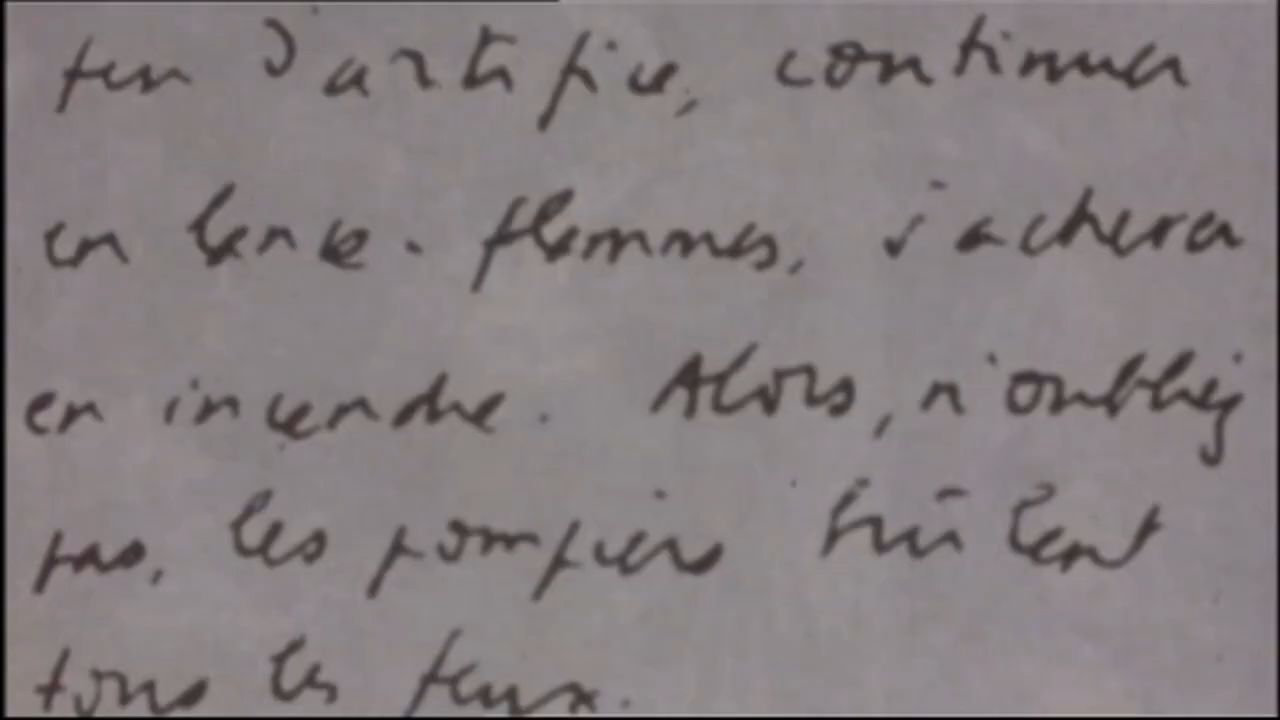 feu d'artifice, continuer
en lance-flammes, s'achever
en incendie. Alors, n'oubliez
pas, les pompiers brûlent
tous les feux.